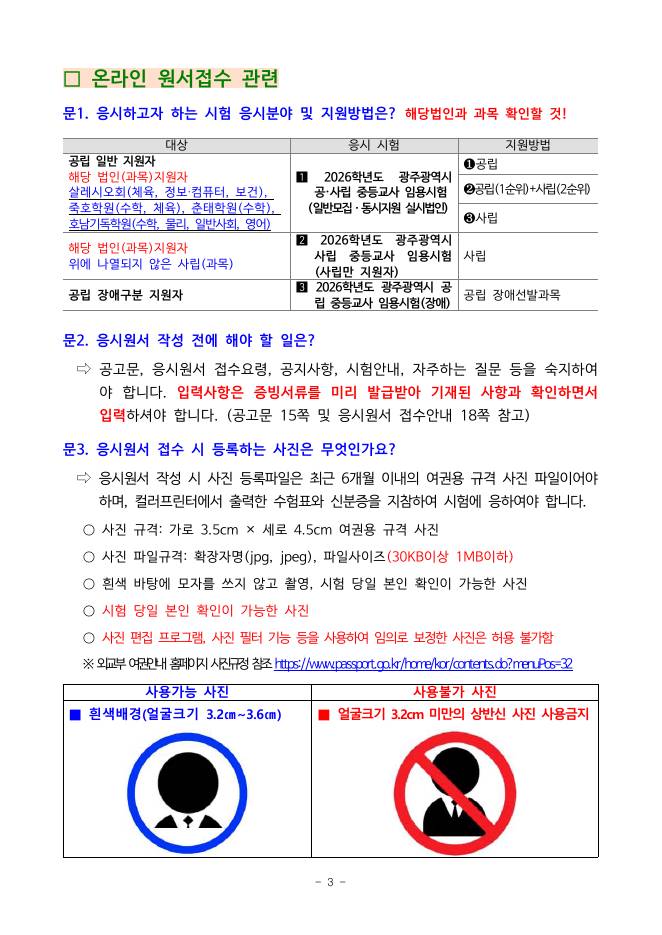 □ 온라인 원서접수 관련
문1. 응시하고자 하는 시험 응시분야 및 지원방법은? 해당법인과 과목 확인할 것!
대상 응시 시험 지원방법
공립 일반 지원자
해당 법인(과목)지원자
살레시오회(체육, 정보·컴퓨터, 보건),
죽호학원(수학, 체육), 춘태학원(수학),
호남기독학원(수학, 물리, 일반사회, 영어)
1 2026학년도 광주광역시
공·사립 중등교사 임용시험
(일반모집·동시지원 실시법인)
❶공립
❷공립(1순위)+사립(2순위)
❸사립
해당 법인(과목)지원자
위에 나열되지 않은 사립(과목)
2 2026학년도 광주광역시
사립 중등교사 임용시험
(사립만 지원자)
사립
공립 장애구분 지원자
3 2026학년도 광주광역시 공
립 중등교사 임용시험(장애)
공립 장애선발과목
문2. 응시원서 작성 전에 해야 할 일은?
⇨ 공고문, 응시원서 접수요령, 공지사항, 시험안내, 자주하는 질문 등을 숙지하여
야 합니다. 입력사항은 증빙서류를 미리 발급받아 기재된 사항과 확인하면서
입력하셔야 합니다. (공고문 15쪽 및 응시원서 접수안내 18쪽 참고)
문3. 응시원서 접수 시 등록하는 사진은 무엇인가요?
⇨ 응시원서 작성 시 사진 등록파일은 최근 6개월 이내의 여권용 규격 사진 파일이어야
하며, 컬러프린터에서 출력한 수험표와 신분증을 지참하여 시험에 응하여야 합니다.
○ 사진 규격: 가로 3.5cm × 세로 4.5cm 여권용 규격 사진
○ 사진 파일규격: 확장자명(jpg, jpeg), 파일사이즈(30KB이상 1MB이하)
○ 흰색 바탕에 모자를 쓰지 않고 촬영, 시험 당일 본인 확인이 가능한 사진
○ 시험 당일 본인 확인이 가능한 사진
○ 사진 편집 프로그램, 사진 필터 기능 등을 사용하여 임의로 보정한 사진은 허용 불가함
※ 외교부 여권안내 홈페이지 사진규정 참조 https://www.passport.go.kr/home/kor/contents.do?menuPos=32
사용가능 사진 사용불가 사진
■ 흰색배경(얼굴크기 3.2㎝~3.6㎝) ■ 얼굴크기 3.2cm 미만의 상반신 사진 사용금지
- 3 -